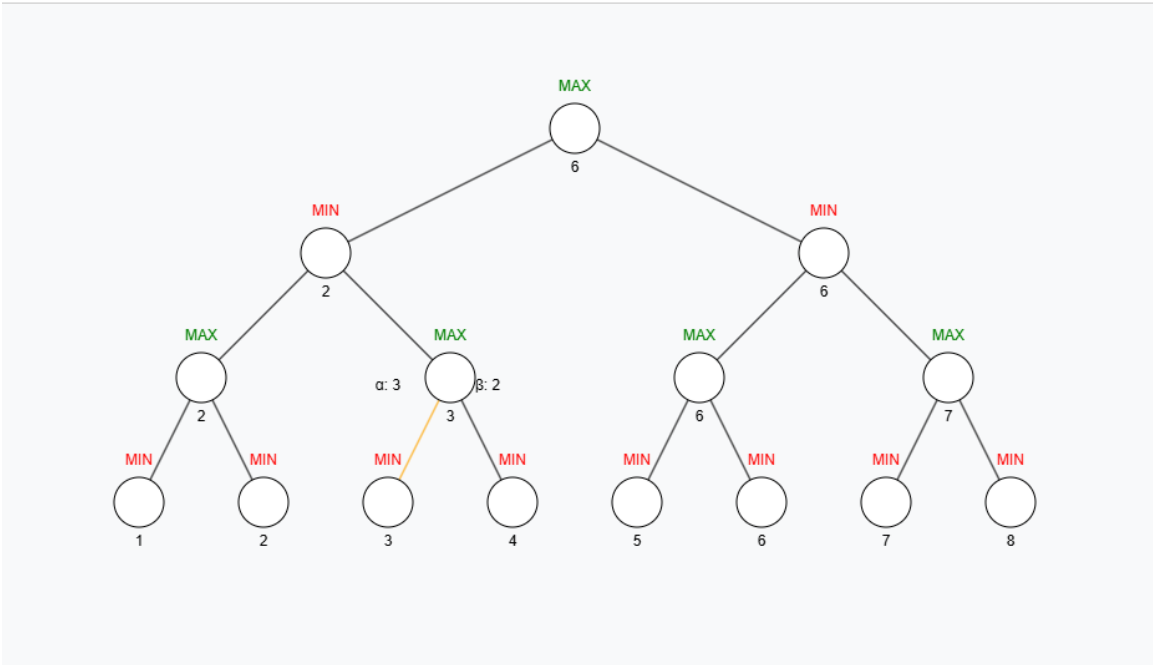 MAX
6
MIN MIN
2 6
MAX MAX MAX MAX
α: 3 β: 2
2 3 6 7
MIN MIN MIN MIN MIN MIN MIN MIN
1 2 3 4 5 6 7 8